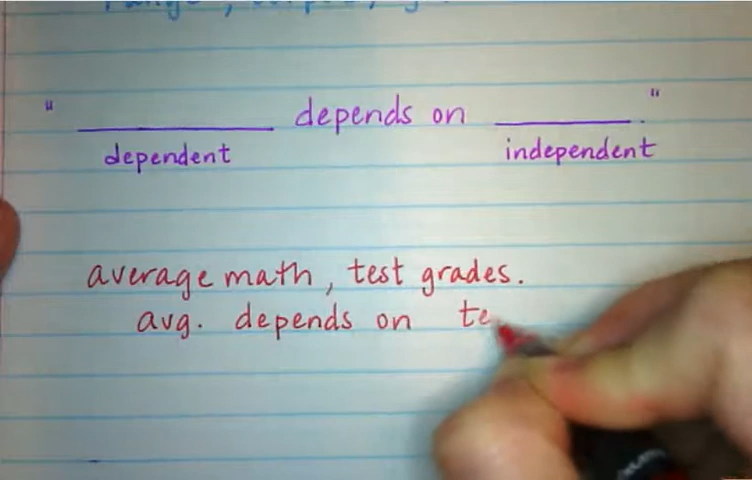 " ________ depends on ________ ."
dependent independent
average math, test grades.
avg. depends on te